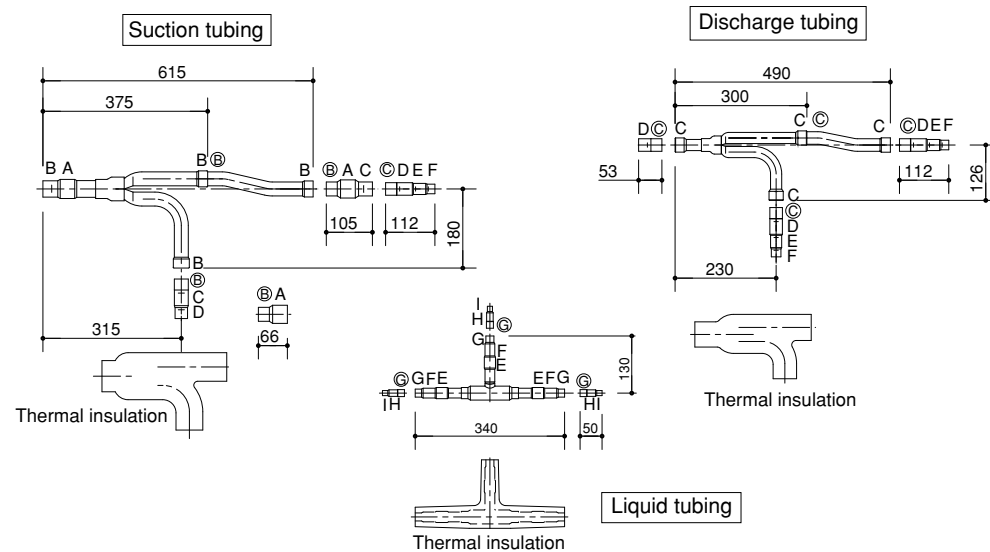 Suction tubing
Discharge tubing
615
375
490
300
B A
B Ⓑ
B
Ⓑ A C
Ⓒ D E F
D Ⓒ
C
C Ⓒ
C
Ⓒ D E F
53
112
126
105
112
180
C
Ⓒ
D
E
F
B
Ⓑ
C
D
Ⓑ A
66
315
230
I
H Ⓖ
G
F
E
130
Ⓖ
I H
G F E
E F G
Ⓖ
H I
340
50
Thermal insulation
Thermal insulation
Liquid tubing
Thermal insulation